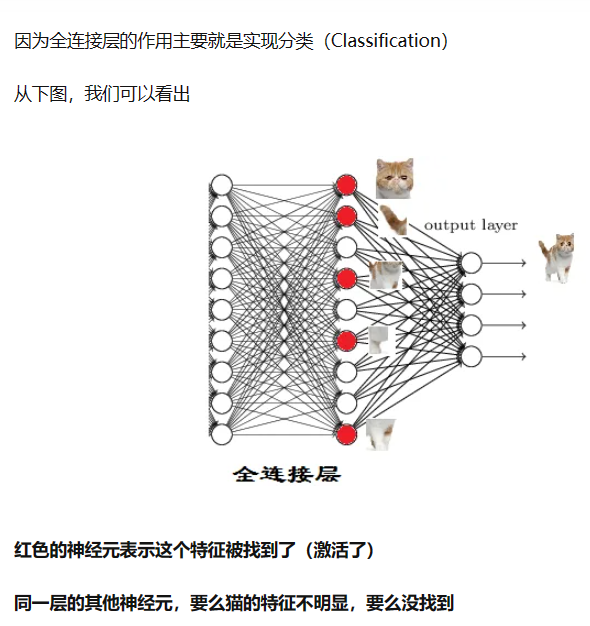 因为全连接层的作用主要就是实现分类（Classification）
从下图，我们可以看出
output layer
全连接层
红色的神经元表示这个特征被找到了（激活了）
同一层的其他神经元，要么猫的特征不明显，要么没找到